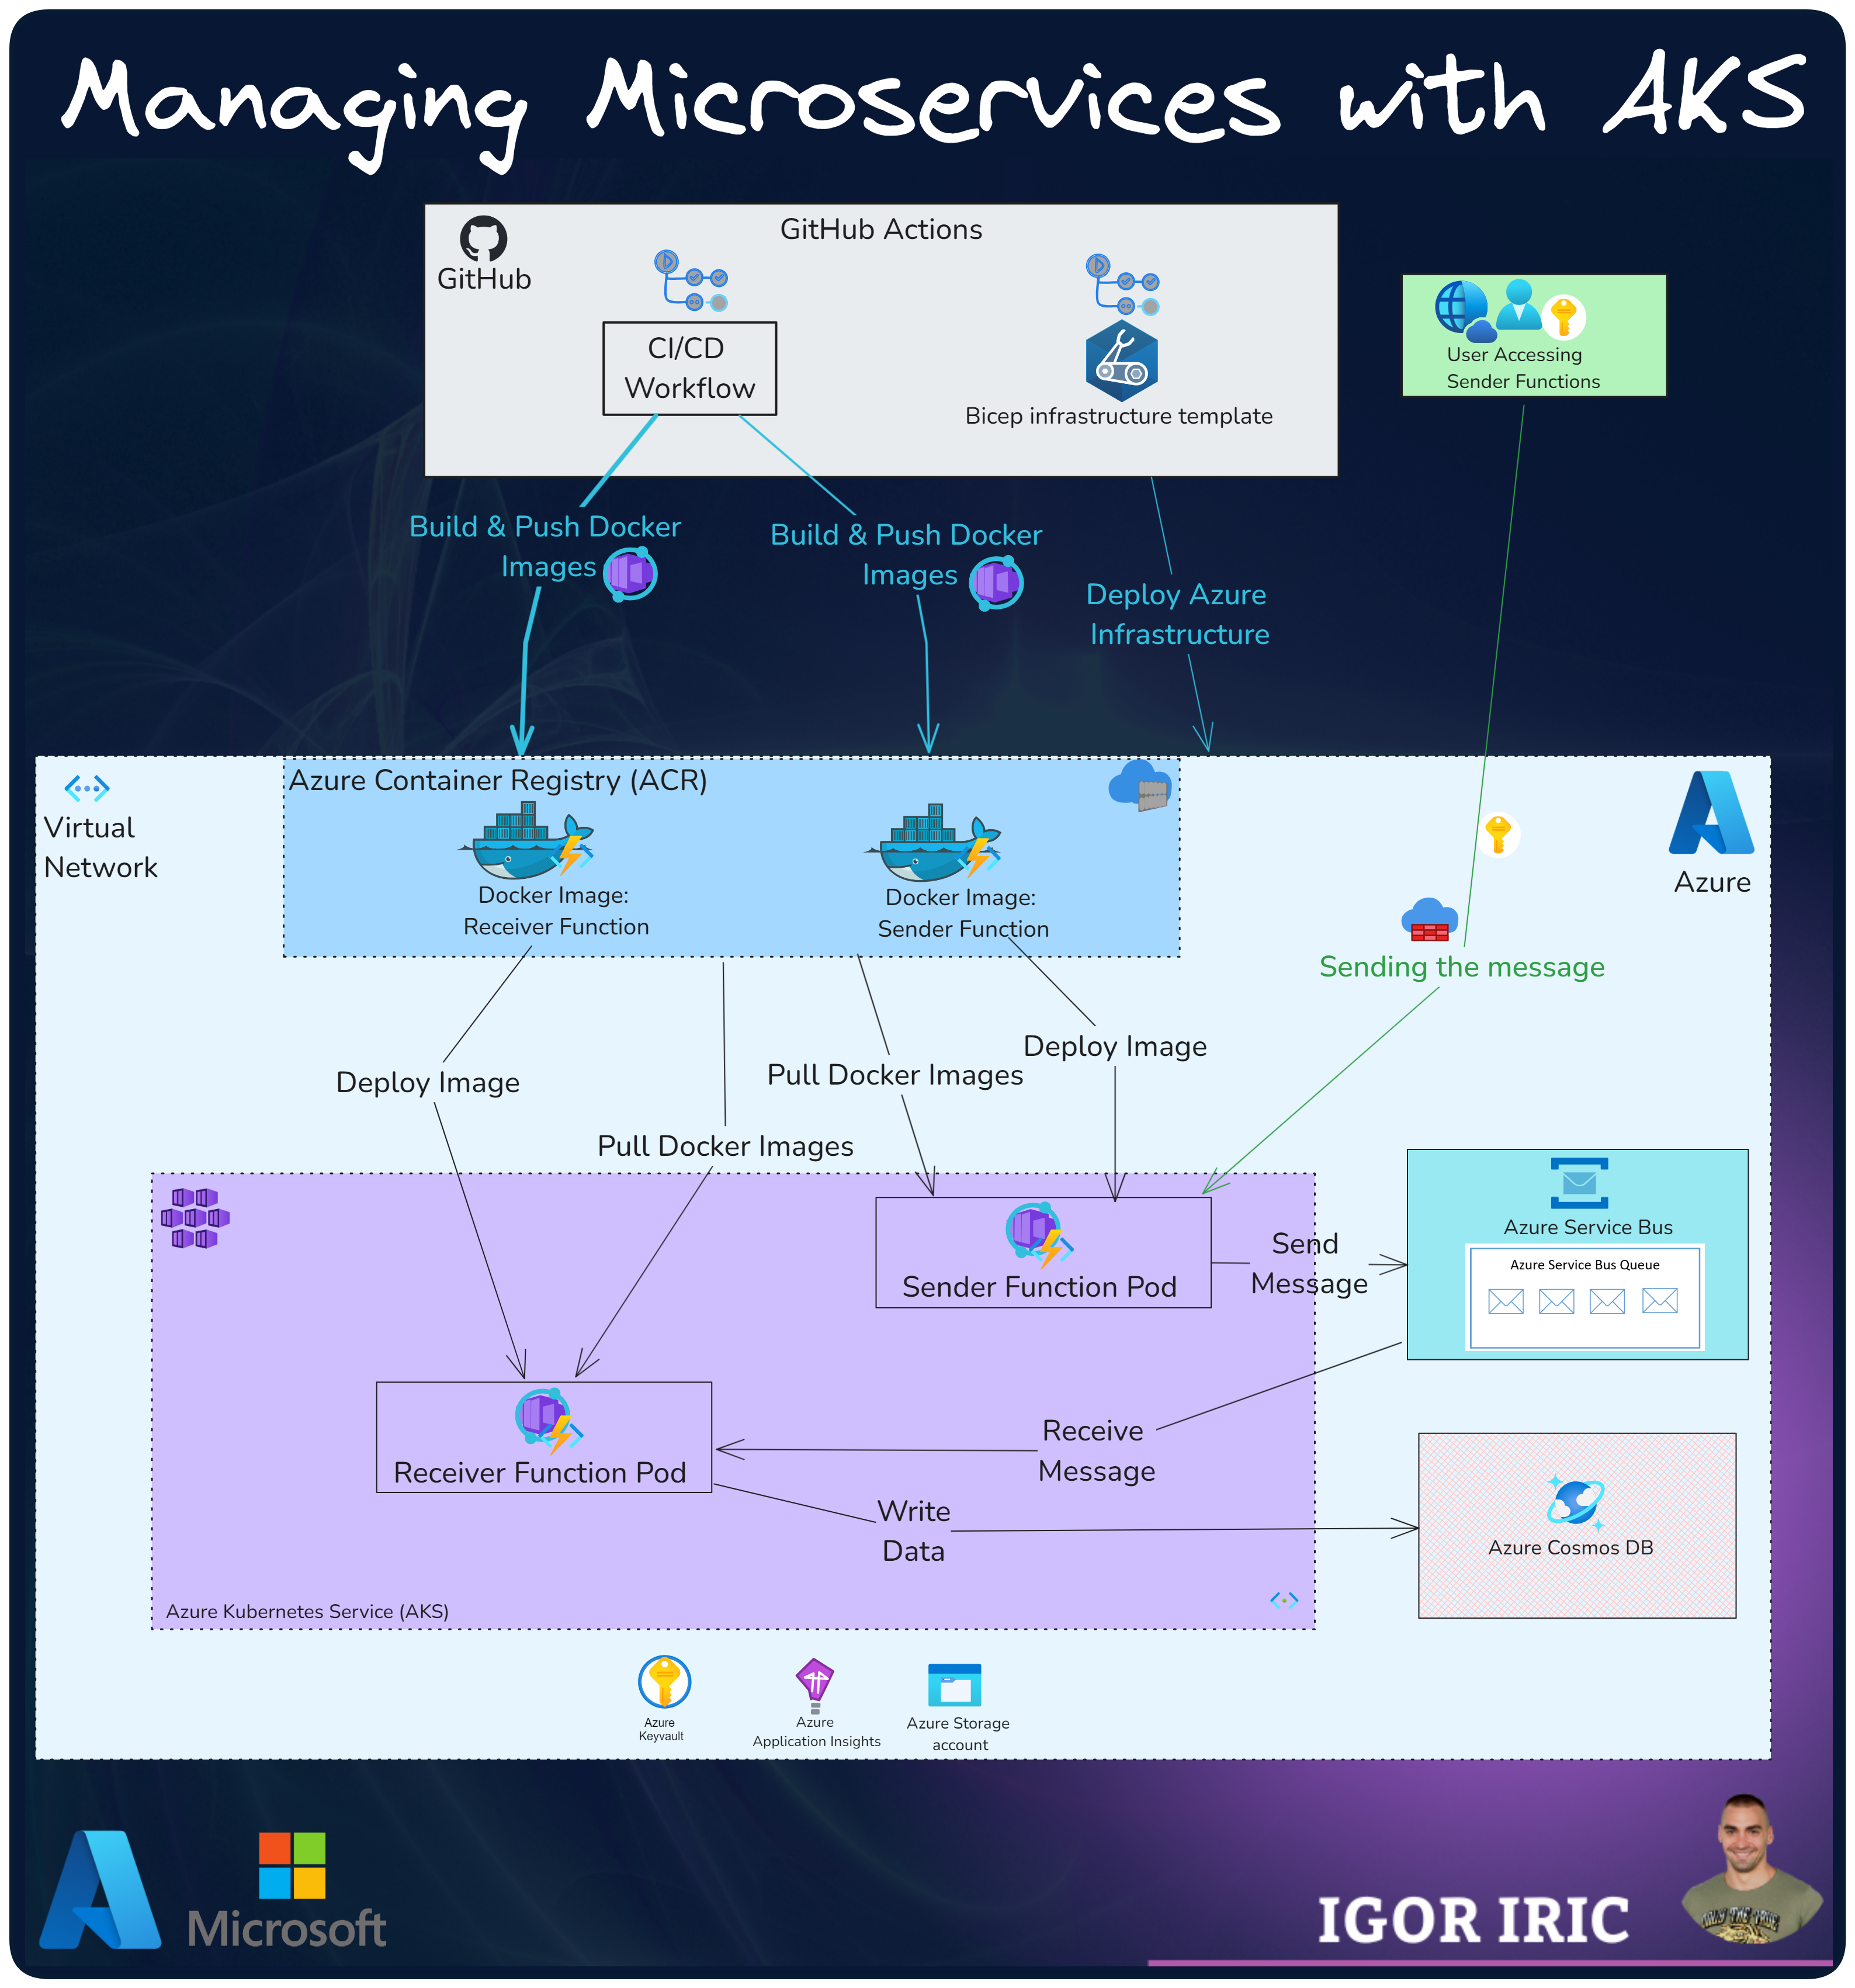 Managing Microservices with AKS
GitHub Actions
GitHub
CI/CD
Workflow
Bicep infrastructure template
User Accessing
Sender Functions
Build & Push Docker
Images
Build & Push Docker
Images
Deploy Azure
Infrastructure
Virtual
Network
Azure Container Registry (ACR)
Docker Image:
Receiver Function
Docker Image:
Sender Function
Azure
Sending the message
Deploy Image
Pull Docker Images
Pull Docker Images
Deploy Image
Sender Function Pod
Send
Message
Azure Service Bus
Azure Service Bus Queue
Receiver Function Pod
Receive
Message
Write
Data
Azure Cosmos DB
Azure Kubernetes Service (AKS)
Azure
Keyvault
Azure
Application Insights
Azure Storage
account
Microsoft
IGOR IRIC